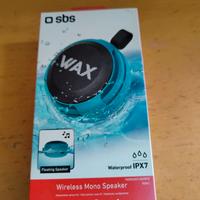 sbs
WAX
Floating Speaker
Waterproof IPX7
Wireless Mono Speaker